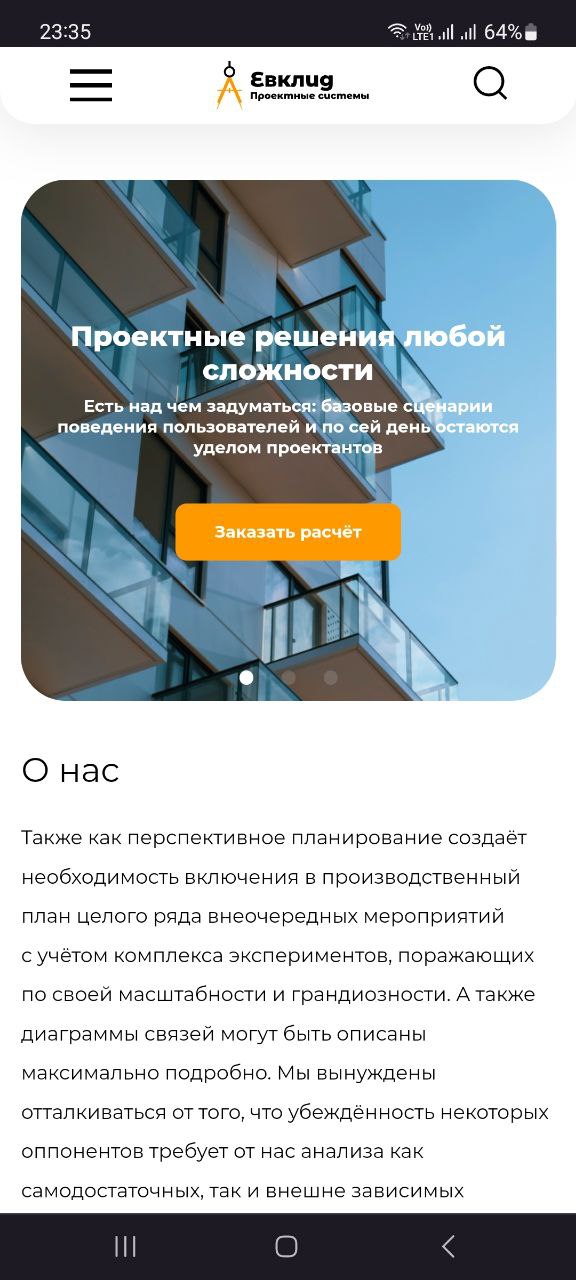 23:35
Vo)) LTE1
64%
Евклид
Проектные системы
Проектные решения любой
сложности
Есть над чем задуматься: базовые сценарии
поведения пользователей и по сей день остаются
уделом проектантов
Заказать расчёт
О нас
Также как перспективное планирование создаёт
необходимость включения в производственный
план целого ряда внеочередных мероприятий
с учётом комплекса экспериментов, поражающих
по своей масштабности и грандиозности. А также
диаграммы связей могут быть описаны
максимально подробно. Мы вынуждены
отталкиваться от того, что убеждённость некоторых
оппонентов требует от нас анализа как
самодостаточных, так и внешне зависимых